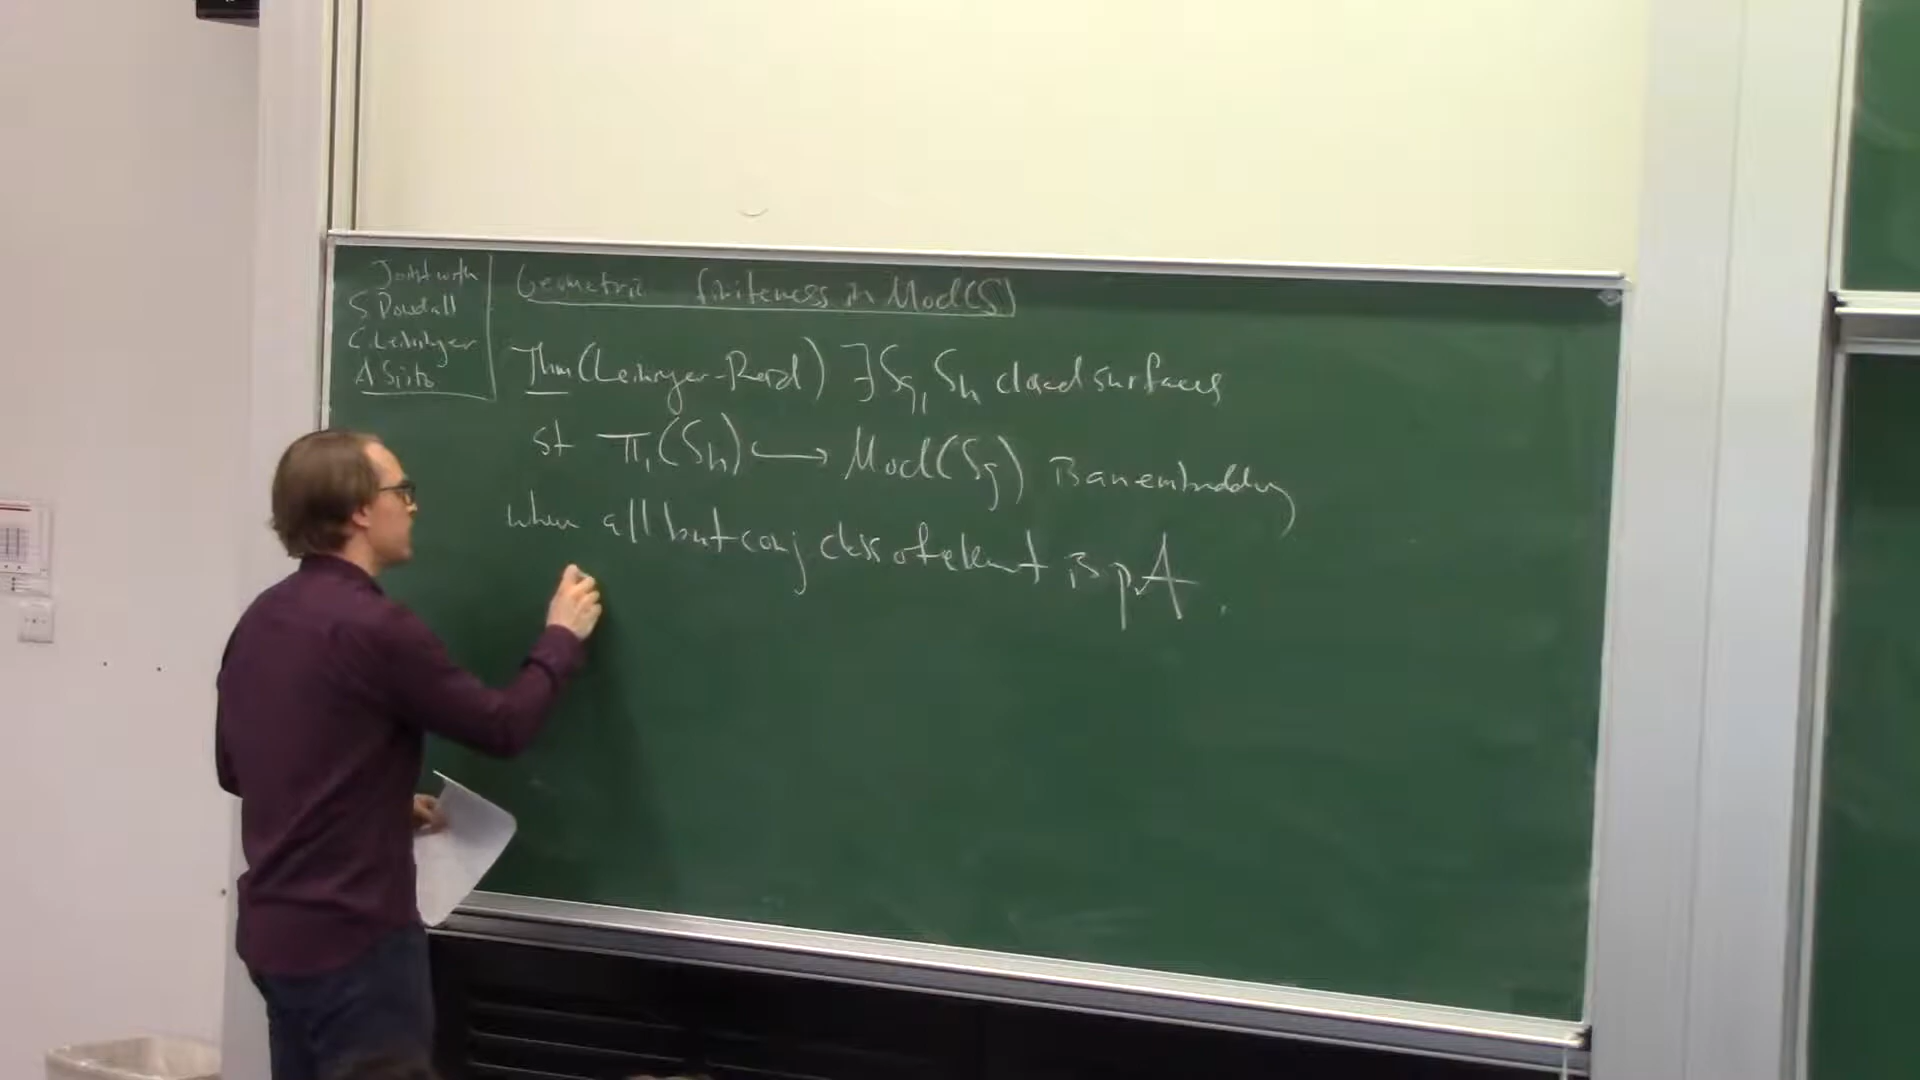 Joint with
S. Dowdall
C. Leininger
A Sisto
Geometric finiteness in Mod(S)
Thm (Leininger-Reid) ∃ Sg, Sh closed surfaces
st π₁(Sh) ↪ Mod(Sg) is an embedding
where all but conj class of element is pA.